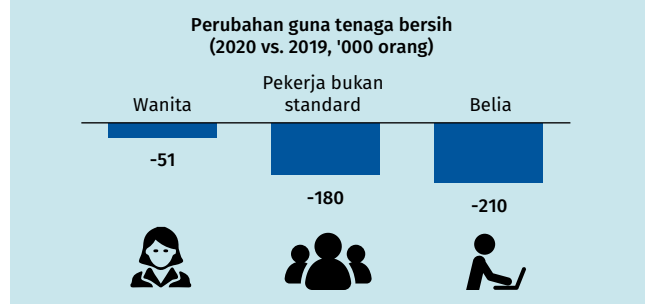 Perubahan guna tenaga bersih
(2020 vs. 2019, '000 orang)
Wanita
Pekerja bukan
standard
Belia
-51
-180
-210